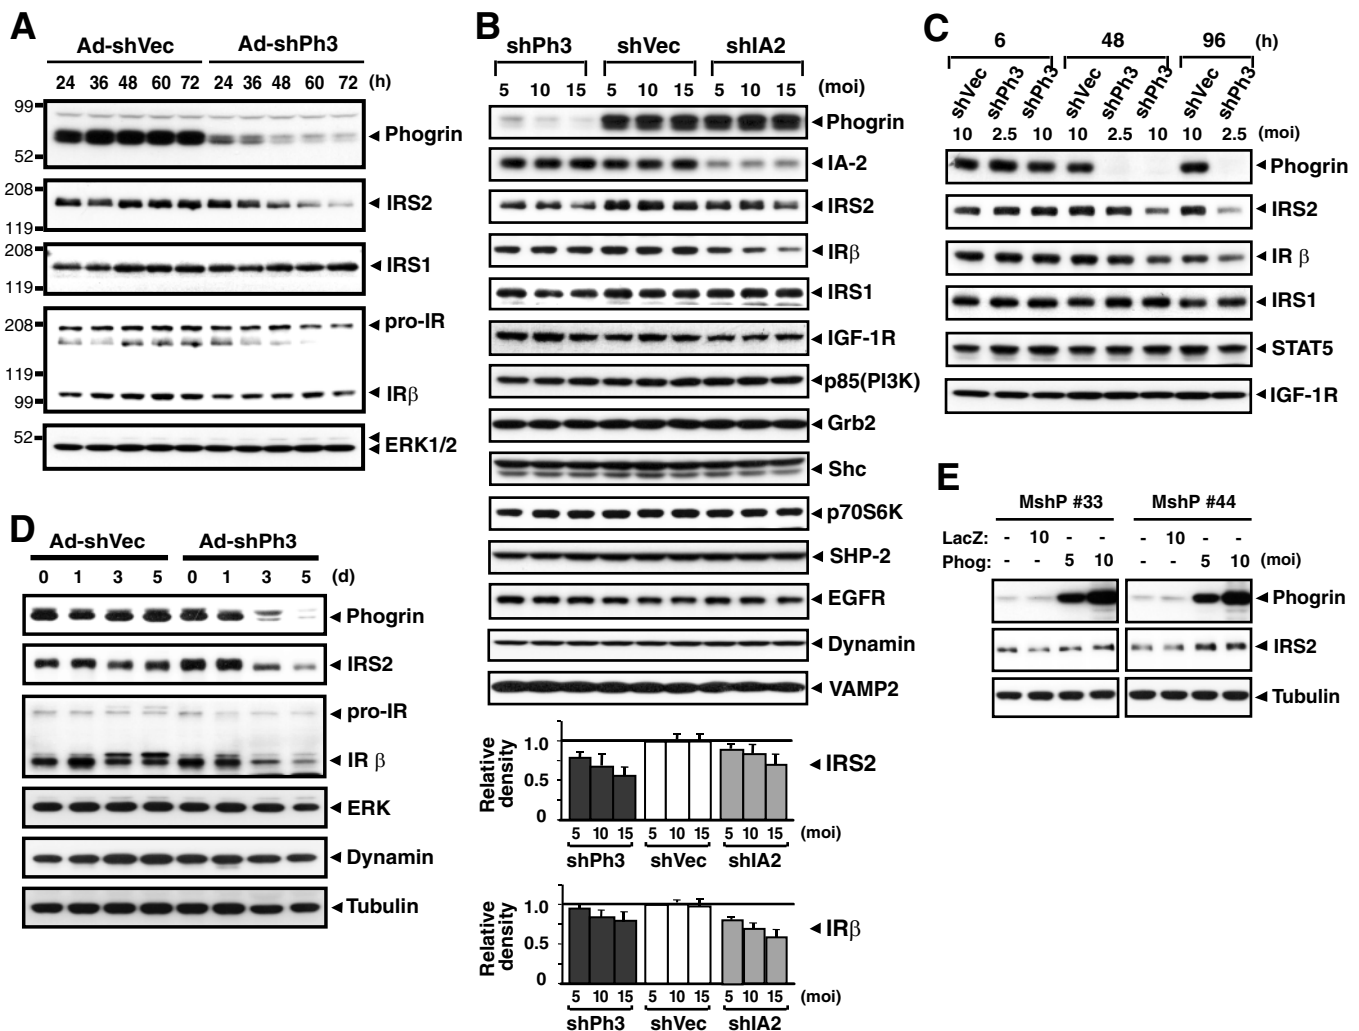 A
Ad-shVec Ad-shPh3
24 36 48 60 72 24 36 48 60 72 (h)
99
52
Phogrin
208
119
IRS2
208
119
IRS1
208
119
99
pro-IR
IRβ
52
ERK1/2
B
shPh3 shVec shIA2
5 10 15 5 10 15 5 10 15 (moi)
Phogrin
IA-2
IRS2
IRβ
IRS1
IGF-1R
p85(PI3K)
Grb2
Shc
p70S6K
SHP-2
EGFR
Dynamin
VAMP2
Relative density
1.0
0.5
0
IRS2
5 10 15 5 10 15 5 10 15 (moi)
shPh3 shVec shIA2
Relative density
1.0
0.5
0
IRβ
5 10 15 5 10 15 5 10 15 (moi)
shPh3 shVec shIA2
C
6 48 96 (h)
shVec shPh3 shPh3 shVec shPh3 shPh3 shVec shPh3
10 2.5 10 10 2.5 10 10 2.5 (moi)
Phogrin
IRS2
IR β
IRS1
STAT5
IGF-1R
D
Ad-shVec Ad-shPh3
0 1 3 5 0 1 3 5 (d)
Phogrin
IRS2
pro-IR
IR β
ERK
Dynamin
Tubulin
E
MshP #33 MshP #44
LacZ: - 10 - - - 10 - -
Phog: - - 5 10 - - 5 10 (moi)
Phogrin
IRS2
Tubulin